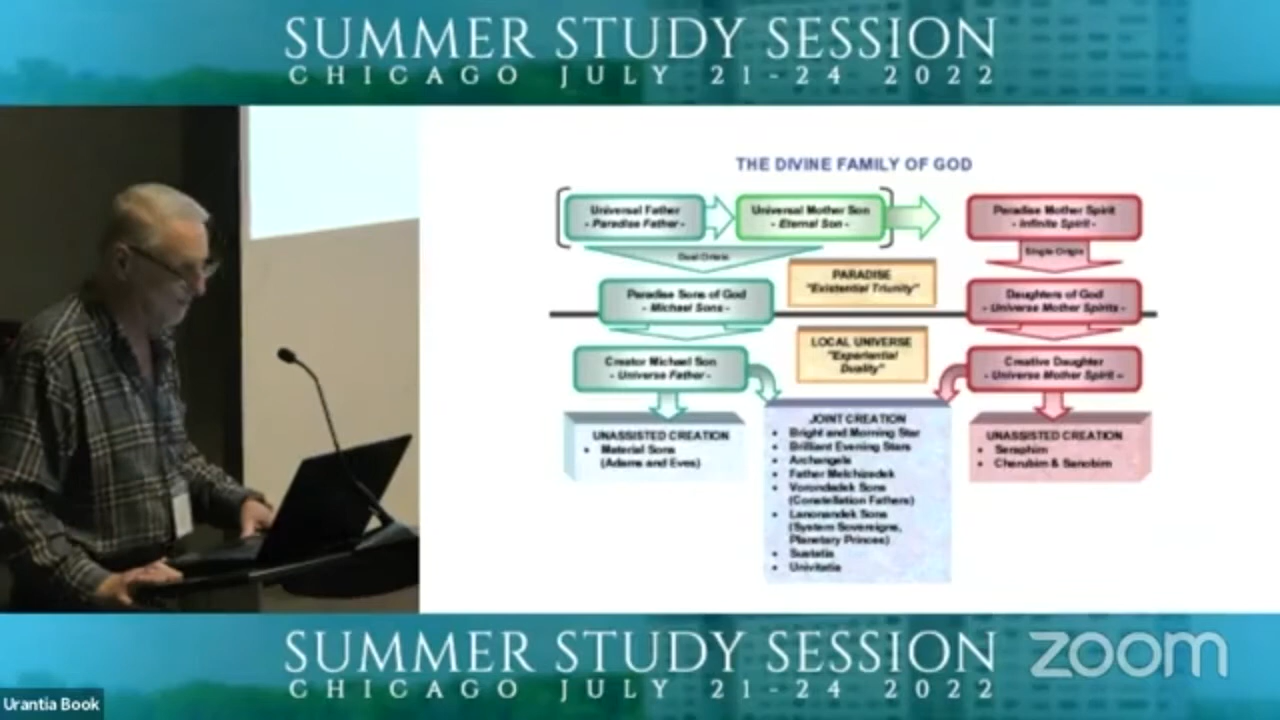 SUMMER STUDY SESSION
CHICAGO JULY 21-24 2022
THE DIVINE FAMILY OF GOD
Universal Father
- Paradise Father -
Universal Mother Son
- Eternal Son -
Paradise Mother Spirit
- Infinite Spirit -
Dual Origin
Single Origin
PARADISE
"Existential Triunity"
Paradise Sons of God
- Michael Sons -
Daughters of God
- Universe Mother Spirits -
LOCAL UNIVERSE
"Experiential
Duality"
Creator Michael Son
- Universe Father -
Creative Daughter
- Universe Mother Spirit -
UNASSISTED CREATION
• Material Sons
(Adams and Eves)
JOINT CREATION
• Bright and Morning Star
• Brilliant Evening Stars
• Archangels
• Father Melchizedek
• Vorondadek Sons
(Constellation Fathers)
• Lanonandek Sons
(System Sovereigns,
Planetary Princes)
• Susatia
• Univitatia
UNASSISTED CREATION
• Seraphim
• Cherubim & Sanobim
SUMMER STUDY SESSION
CHICAGO JULY 21-24 2022
zoom
Urantia Book